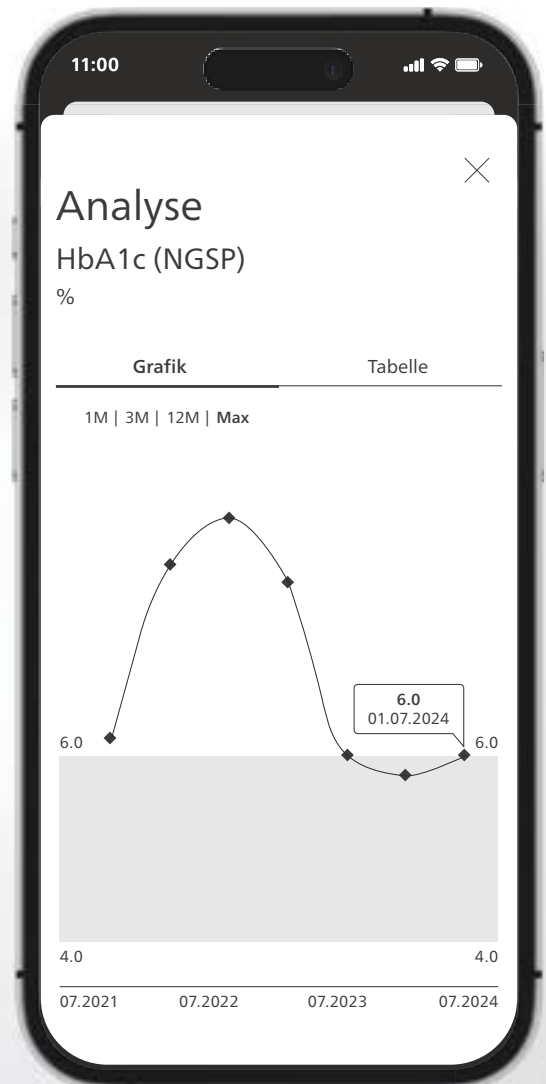 11:00
Analyse
HbA1c (NGSP)
%
Grafik Tabelle
1M | 3M | 12M | Max
6.0
01.07.2024
6.0 6.0
4.0 4.0
07.2021 07.2022 07.2023 07.2024